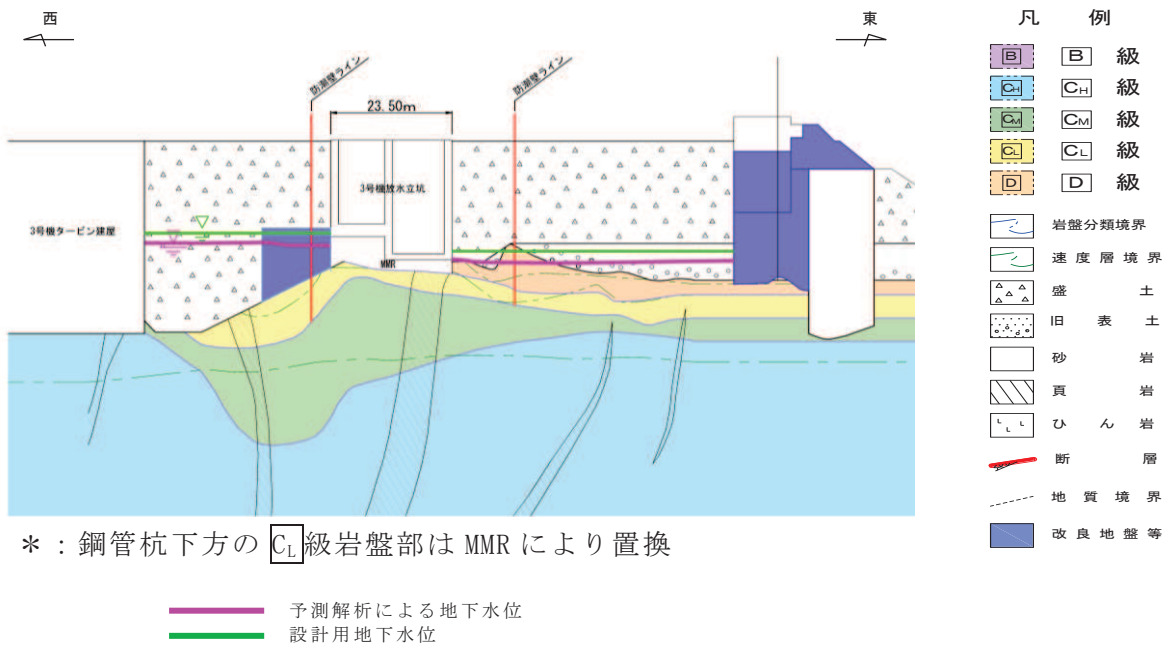 西
東
防潮壁ライン
防潮壁ライン
23.50m
3号機放水立坑
3号機タービン建屋
MMR
凡 例
B B 級
CH CH 級
CM CM 級
CL CL 級
D D 級
岩盤分類境界
速度層境界
盛 土
旧 表 土
砂 岩
頁 岩
ひ ん 岩
断 層
地 質 境 界
改 良 地 盤 等
*:鋼管杭下方の CL 級岩盤部は MMR により置換
予測解析による地下水位
設計用地下水位